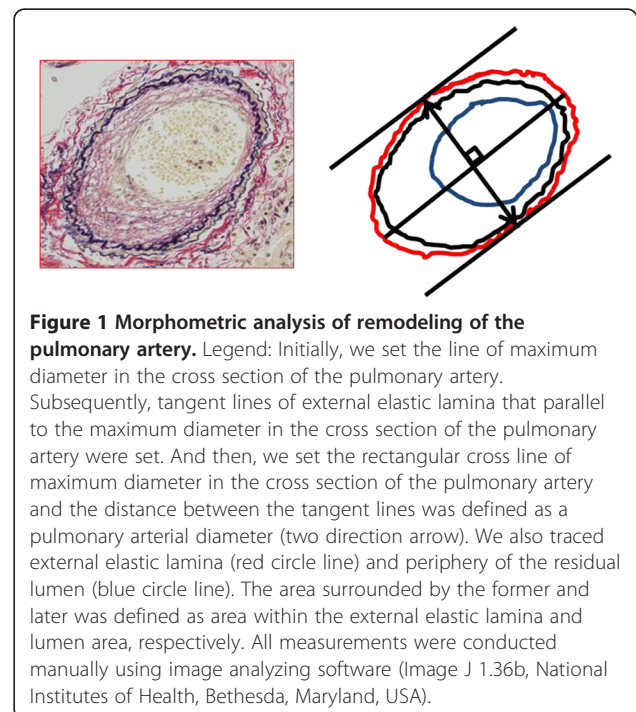 Figure 1 Morphometric analysis of remodeling of the
pulmonary artery. Legend: Initially, we set the line of maximum
diameter in the cross section of the pulmonary artery.
Subsequently, tangent lines of external elastic lamina that parallel
to the maximum diameter in the cross section of the pulmonary
artery were set. And then, we set the rectangular cross line of
maximum diameter in the cross section of the pulmonary artery
and the distance between the tangent lines was defined as a
pulmonary arterial diameter (two direction arrow). We also traced
external elastic lamina (red circle line) and periphery of the residual
lumen (blue circle line). The area surrounded by the former and
later was defined as area within the external elastic lamina and
lumen area, respectively. All measurements were conducted
manually using image analyzing software (Image J 1.36b, National
Institutes of Health, Bethesda, Maryland, USA).